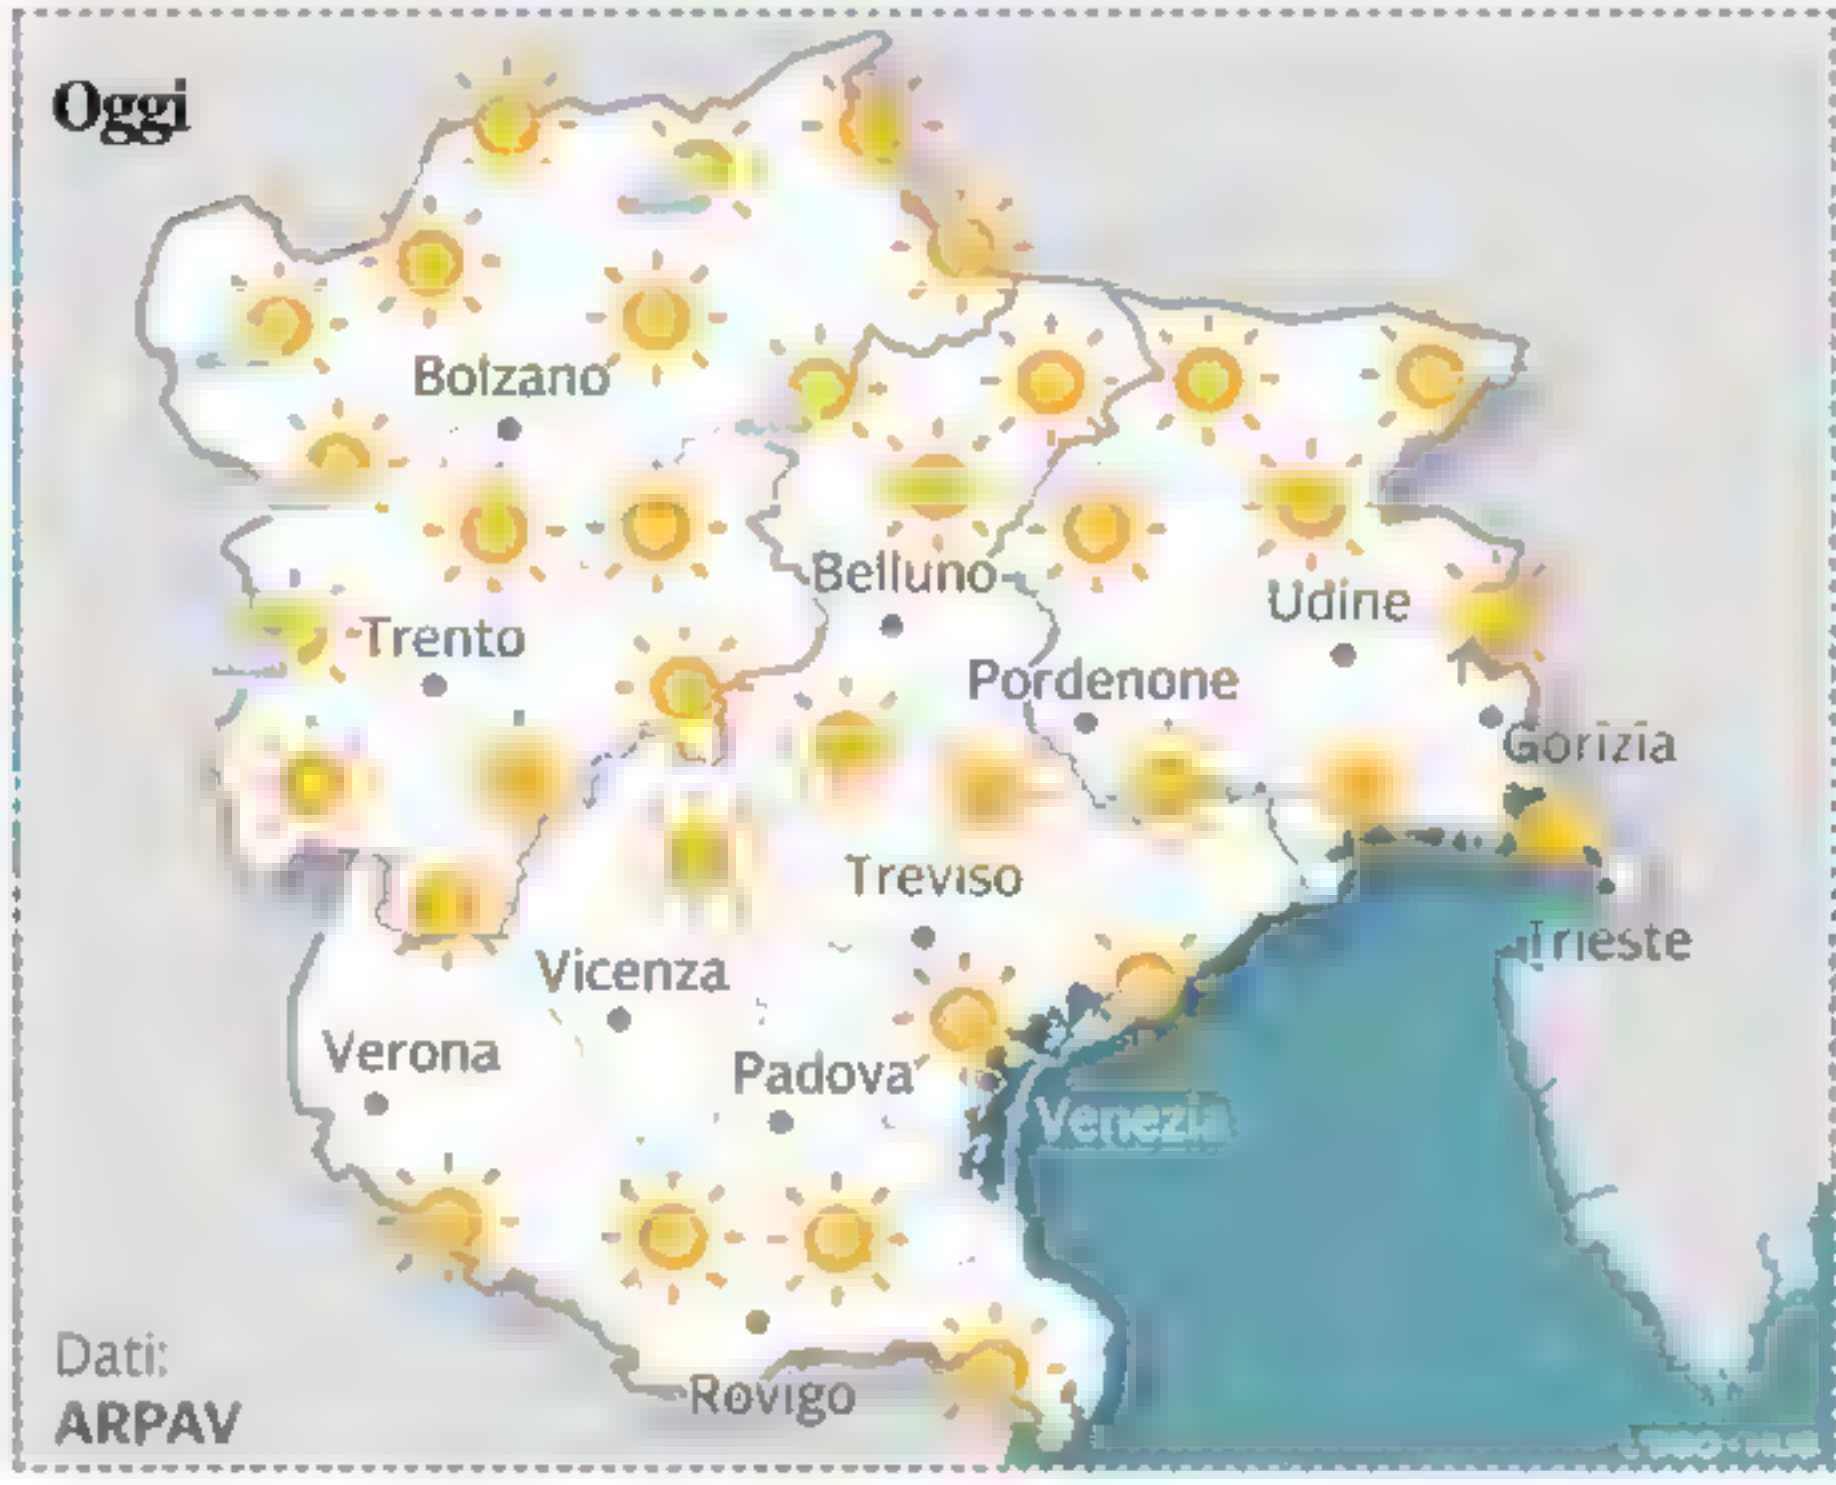 Oggi
Bolzano
Belluno
Udine
Trento
Pordenone
Gorizia
Treviso
Trieste
Vicenza
Verona
Padova
Venezia
Dati:
Rovigo
ARPAV